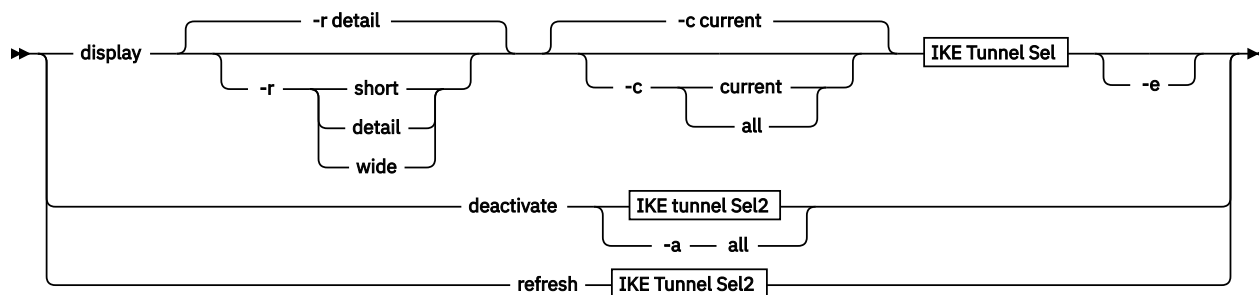 -r detail
-c current
display
IKE Tunnel Sel
-r
short
-c
current
-e
detail
all
wide
deactivate
IKE tunnel Sel2
-a
all
refresh
IKE Tunnel Sel2